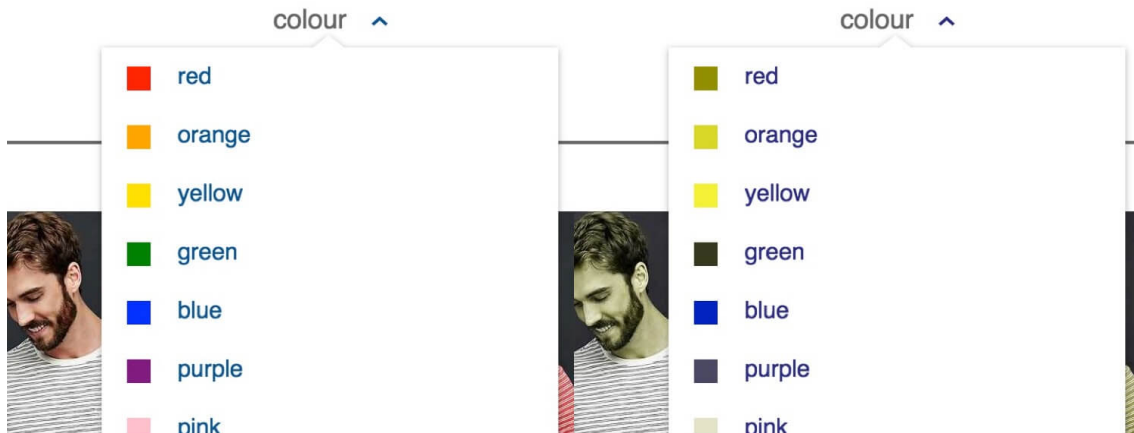 colour
red
orange
yellow
green
blue
purple
pink
colour
red
orange
yellow
green
blue
purple
pink